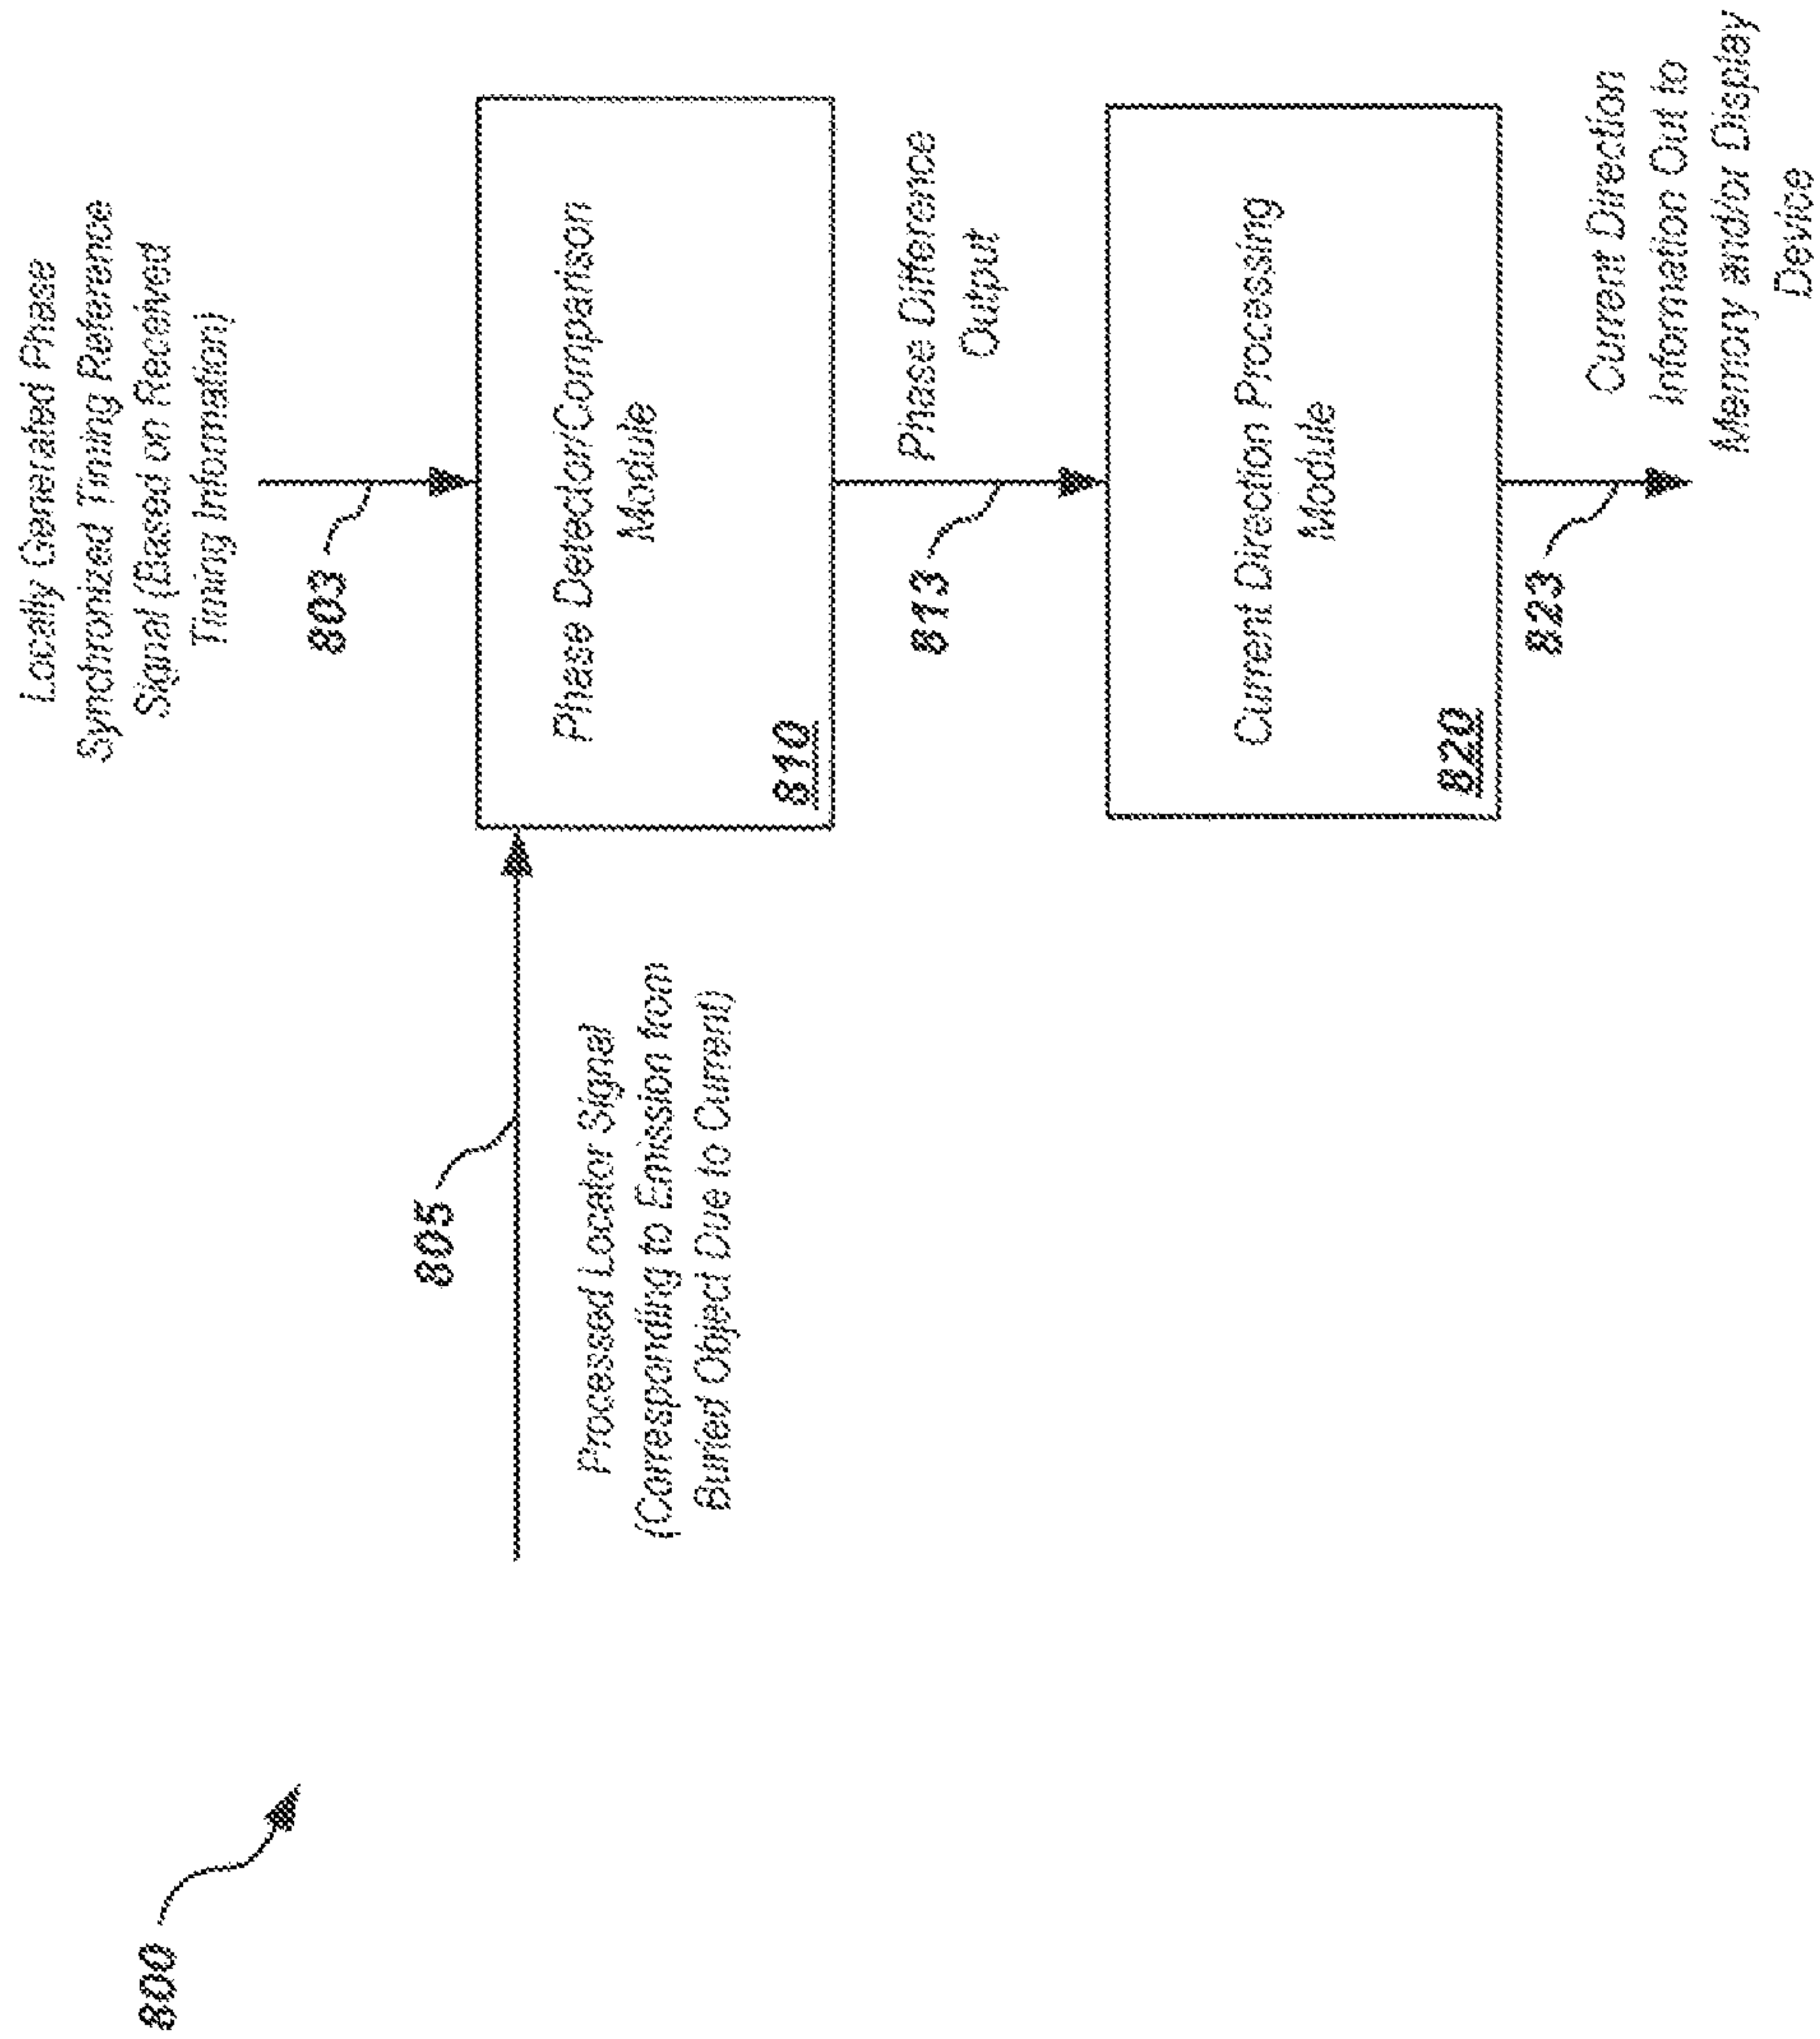 800
Processed Locator Signal
(Corresponding to Emission from
Buried Object Due to Current)
805
Locally Generated Phase
Synchronized Timing Reference
Signal (Based on Received
Timing Information)
803
Phase Detector/Comparison
Module
810
813
Phase Difference
Output
Current Direction Processing
Module
820
823
Current Direction
Information Out to
Memory and/or Display
Device